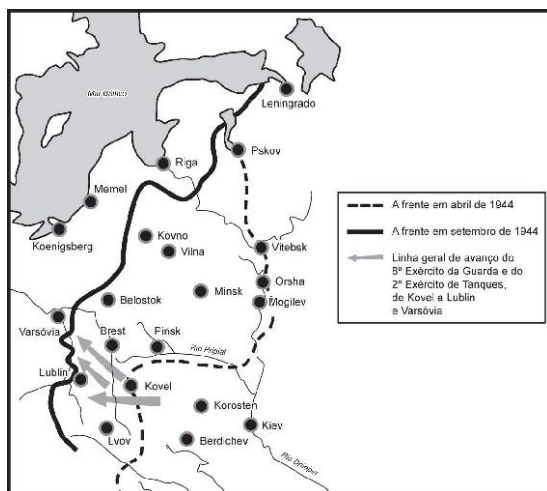 Mar Báltico
Leningrado
Pskov
Riga
Memel
Koenigsberg
Kovno
Vilna
Vitebsk
Orsha
Mogilev
Minsk
Belostok
Varsóvia
Brest
Pinsk
Rio Pripiat
Lublin
Kovel
Korosten
Kiev
Lvov
Berdichev
Rio Dnieper
A frente em abril de 1944
A frente em setembro de 1944
Linha geral de avanço do
8º Exército da Guarda e do
2º Exército de Tanques,
de Kovel a Lublin
e Varsóvia